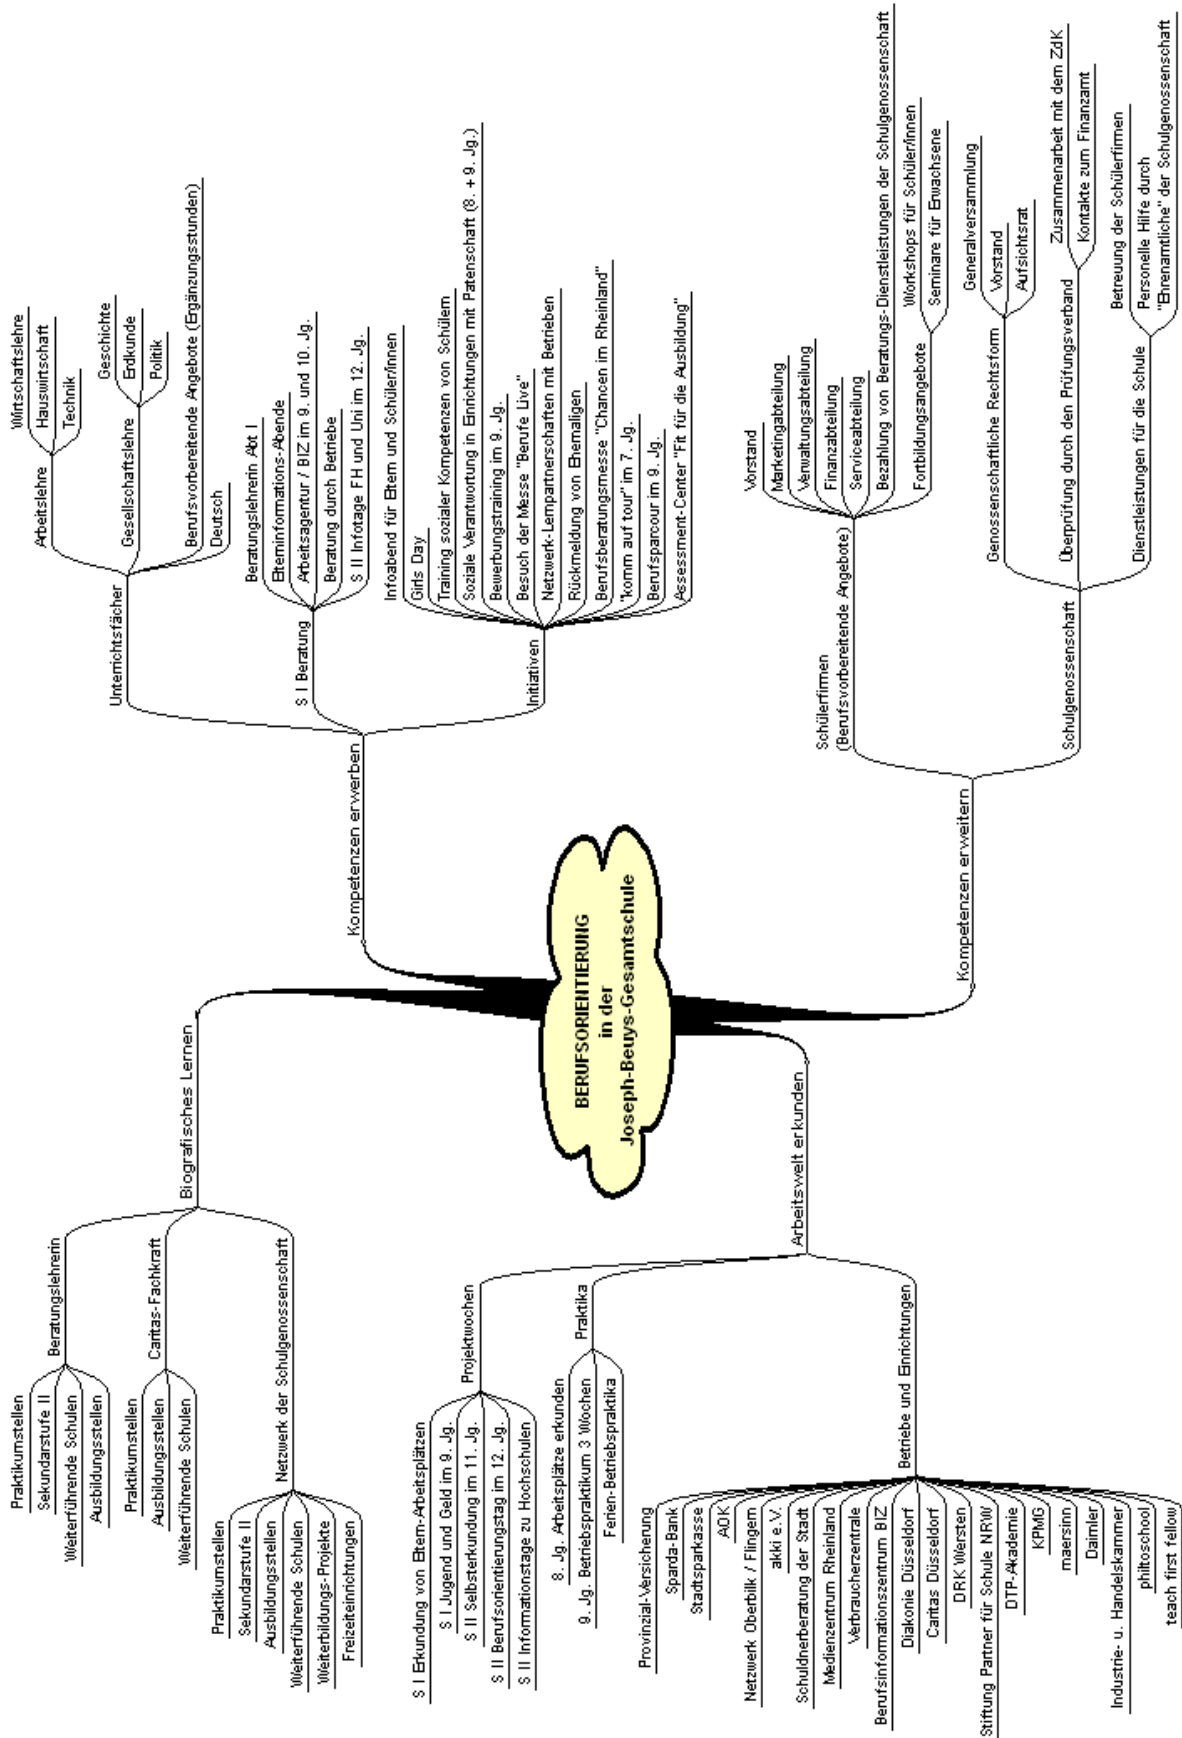 BERUFSORIENTIERUNG
in der
Joseph-Beuys-Gesamtschule
Biografisches Lernen
Beratungslehrerin
Praktikumstellen
Sekundarstufe II
Weiterführende Schulen
Ausbildungsstellen
Caritas-Fachkraft
Praktikumstellen
Ausbildungsstellen
Weiterführende Schulen
Netzwerk der Schulgenossenschaft
Praktikumstellen
Sekundarstufe II
Ausbildungsstellen
Weiterführende Schulen
Weiterbildungs-Projekte
Freizeiteinrichtungen
Arbeitswelt erkunden
Projektwochen
S I Erkundung von Eltern-Arbeitsplätzen
S I Jugend und Geld im 9. Jg.
S II Selbsterkundung im 11. Jg.
S II Berufsorientierungstag im 12. Jg.
S II Informationstage zu Hochschulen
Praktika
8. Jg. Arbeitsplätze erkunden
9. Jg. Betriebspraktikum 3 Wochen
Ferien-Betriebspraktika
Betriebe und Einrichtungen
Provinzial-Versicherung
Sparda-Bank
Stadtsparkasse
AOK
Netzwerk Oberbilk / Flingern
akki e.V.
Schuldnerberatung der Stadt
Medienzentrum Rheinland
Verbraucherzentrale
Berufsinformationszentrum BIZ
Diakonie Düsseldorf
Caritas Düsseldorf
DRK Wersten
Stiftung Partner für Schule NRW
DTP-Akademie
KPMG
maersinn
Daimler
Industrie- u. Handelskammer
philtoschool
teach first fellow
Kompetenzen erwerben
Unterrichtsfächer
Arbeitslehre
Wirtschaftslehre
Hauswirtschaft
Technik
Gesellschaftslehre
Geschichte
Erdkunde
Politik
Berufsvorbereitende Angebote (Ergänzungsstunden)
Deutsch
S I Beratung
Beratungslehrerin Abt I
Elterninformations-Abende
Arbeitsagentur / BIZ im 9. und 10. Jg.
Beratung durch Betriebe
S II Infotage FH und Uni im 12. Jg.
Initiativen
Infoabend für Eltern und Schüler/innen
Girls Day
Training sozialer Kompetenzen von Schülern
Soziale Verantwortung in Einrichtungen mit Patenschaft (8. + 9. Jg.)
Bewerbungstraining im 9. Jg.
Besuch der Messe "Berufe Live"
Netzwerk-Lernpartnerschaften mit Betrieben
Rückmeldung von Ehemaligen
Berufsberatungsmesse "Chancen im Rheinland"
"komm auf tour" im 7. Jg.
Berufsparcour im 9. Jg.
Assessment-Center "Fit für die Ausbildung"
Kompetenzen erweitern
Schülerfirmen
(Berufsvorbereitende Angebote)
Vorstand
Marketingabteilung
Verwaltungsabteilung
Finanzabteilung
Serviceabteilung
Bezahlung von Beratungs-Dienstleistungen der Schulgenossenschaft
Fortbildungsangebote
Workshops für Schüler/innen
Seminare für Erwachsene
Schulgenossenschaft
Genossenschaftliche Rechtsform
Generalversammlung
Vorstand
Aufsichtsrat
Überprüfung durch den Prüfungsverband
Zusammenarbeit mit dem ZdK
Kontakte zum Finanzamt
Dienstleistungen für die Schule
Betreuung der Schülerfirmen
Personelle Hilfe durch
"Ehrenamtliche" der Schulgenossenschaft